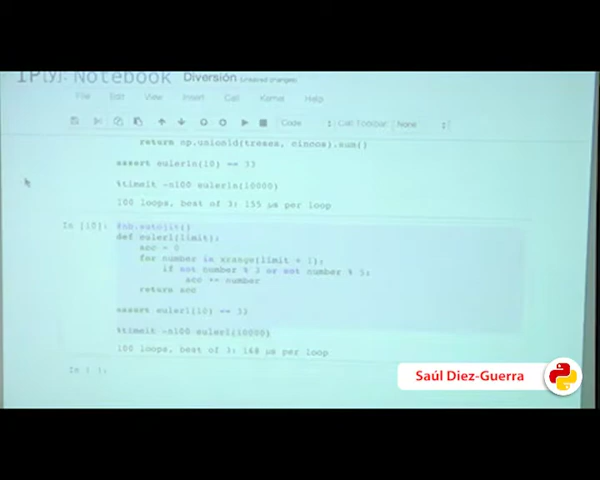 IP[y]: Notebook Diversión (unsaved changes)
File Edit View Insert Cell Kernel Help
Code Cell Toolbar: None
return np.union1d(treses, cincos).sum()
assert euler1n(10) == 33
%timeit -n100 euler1n(10000)
100 loops, best of 3: 155 µs per loop
In [10]: @nb.autojit()
def euler1(limit):
acc = 0
for number in xrange(limit + 1):
if not number % 3 or not number % 5:
acc += number
return acc
assert euler1(10) == 33
%timeit -n100 euler1(10000)
100 loops, best of 3: 168 µs per loop
In [ ]:
Saúl Diez-Guerra